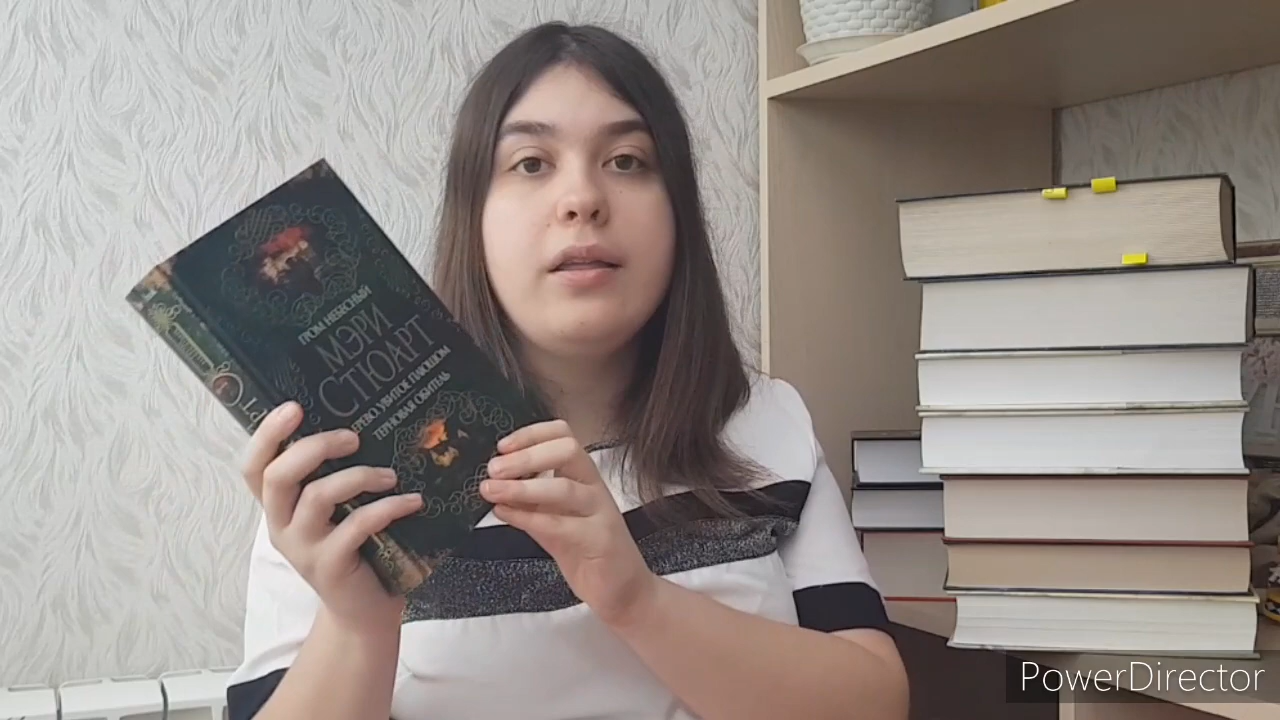 ГРОМ НЕБЕСНЫЙ
МЭРИ
СТЮАРТ
ДЕРЕВО, УВИТОЕ ПЛЮЩОМ
ТЕРНОВАЯ ОБИТЕЛЬ
PowerDirector